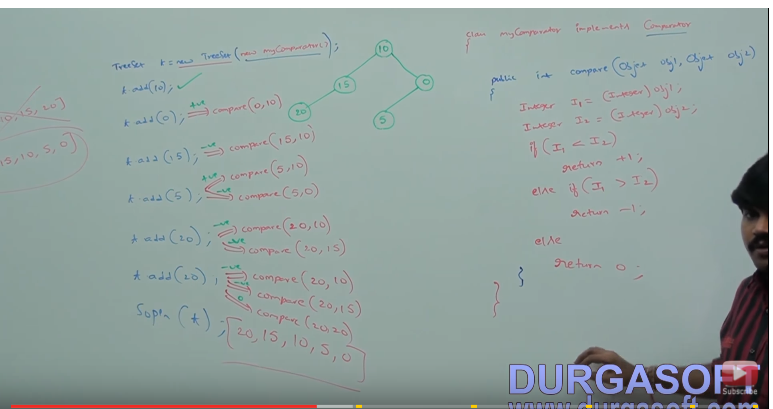 TreeSet t = new TreeSet(new myComparator());
t.add(10);
t.add(0); +ve compare(0,10)
t.add(15); -ve compare(15,10)
+ve compare(5,10)
t.add(5); -ve compare(5,0)
t.add(20); -ve compare(20,10)
-ve compare(20,15)
t.add(20); -ve compare(20,10)
-ve compare(20,15)
0 compare(20,20)
Sopln(t);
[20,15,10,5,0]
10
15
0
20
5
15,20]
15,10,5,0]
class myComparator implements Comparator
{
public int compare(Object obj1, Object obj2)
{
Integer I1 = (Integer)obj1;
Integer I2 = (Integer)obj2;
if(I1 < I2)
return +1;
else if(I1 > I2)
return -1;
else
return 0;
}
}
DURGASOFT
www.durgasoft.com
Subscribe